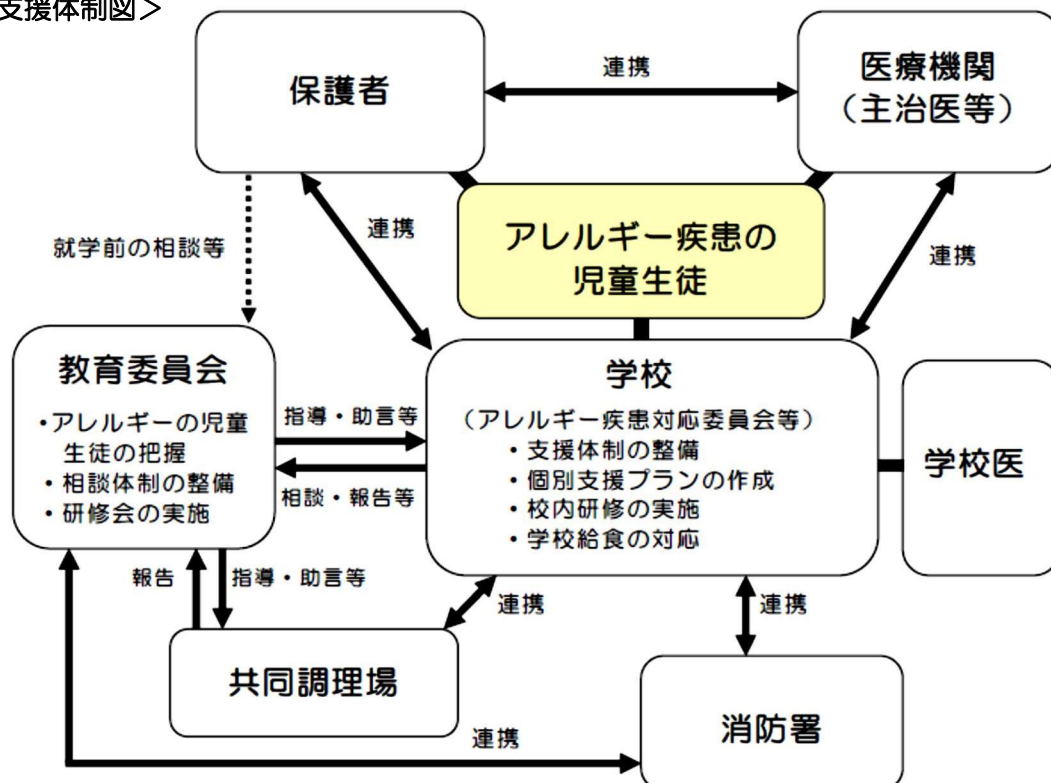 支援体制図＞
保護者
連携
医療機関
（主治医等）
連携
アレルギー疾患の
児童生徒
連携
就学前の相談等
教育委員会
・アレルギーの児童
生徒の把握
・相談体制の整備
・研修会の実施
指導・助言等
相談・報告等
学校
（アレルギー疾患対応委員会等）
・支援体制の整備
・個別支援プランの作成
・校内研修の実施
・学校給食の対応
学校医
報告
指導・助言等
連携
連携
共同調理場
消防署
連携